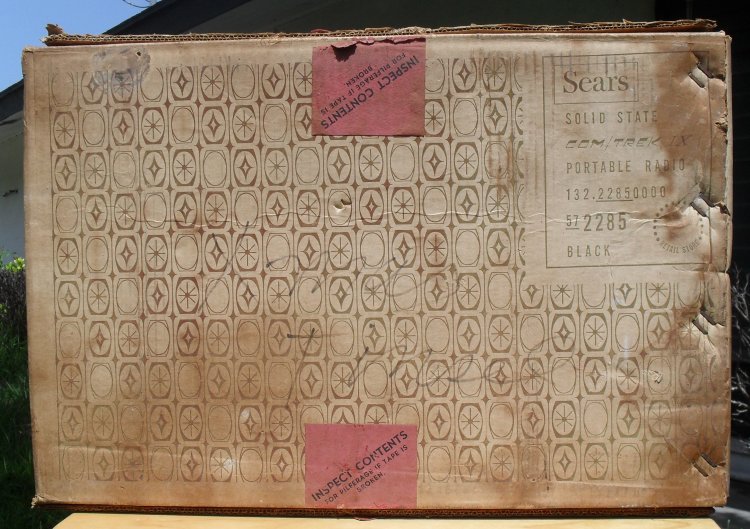 INSPECT CONTENTS
FOR PILFERAGE IF TAPE IS
BROKEN
Sears
SOLID STATE
COM/TREK IX
PORTABLE RADIO
132.22850000
57 2285
BLACK
INSPECT CONTENTS
FOR PILFERAGE IF TAPE IS
BROKEN